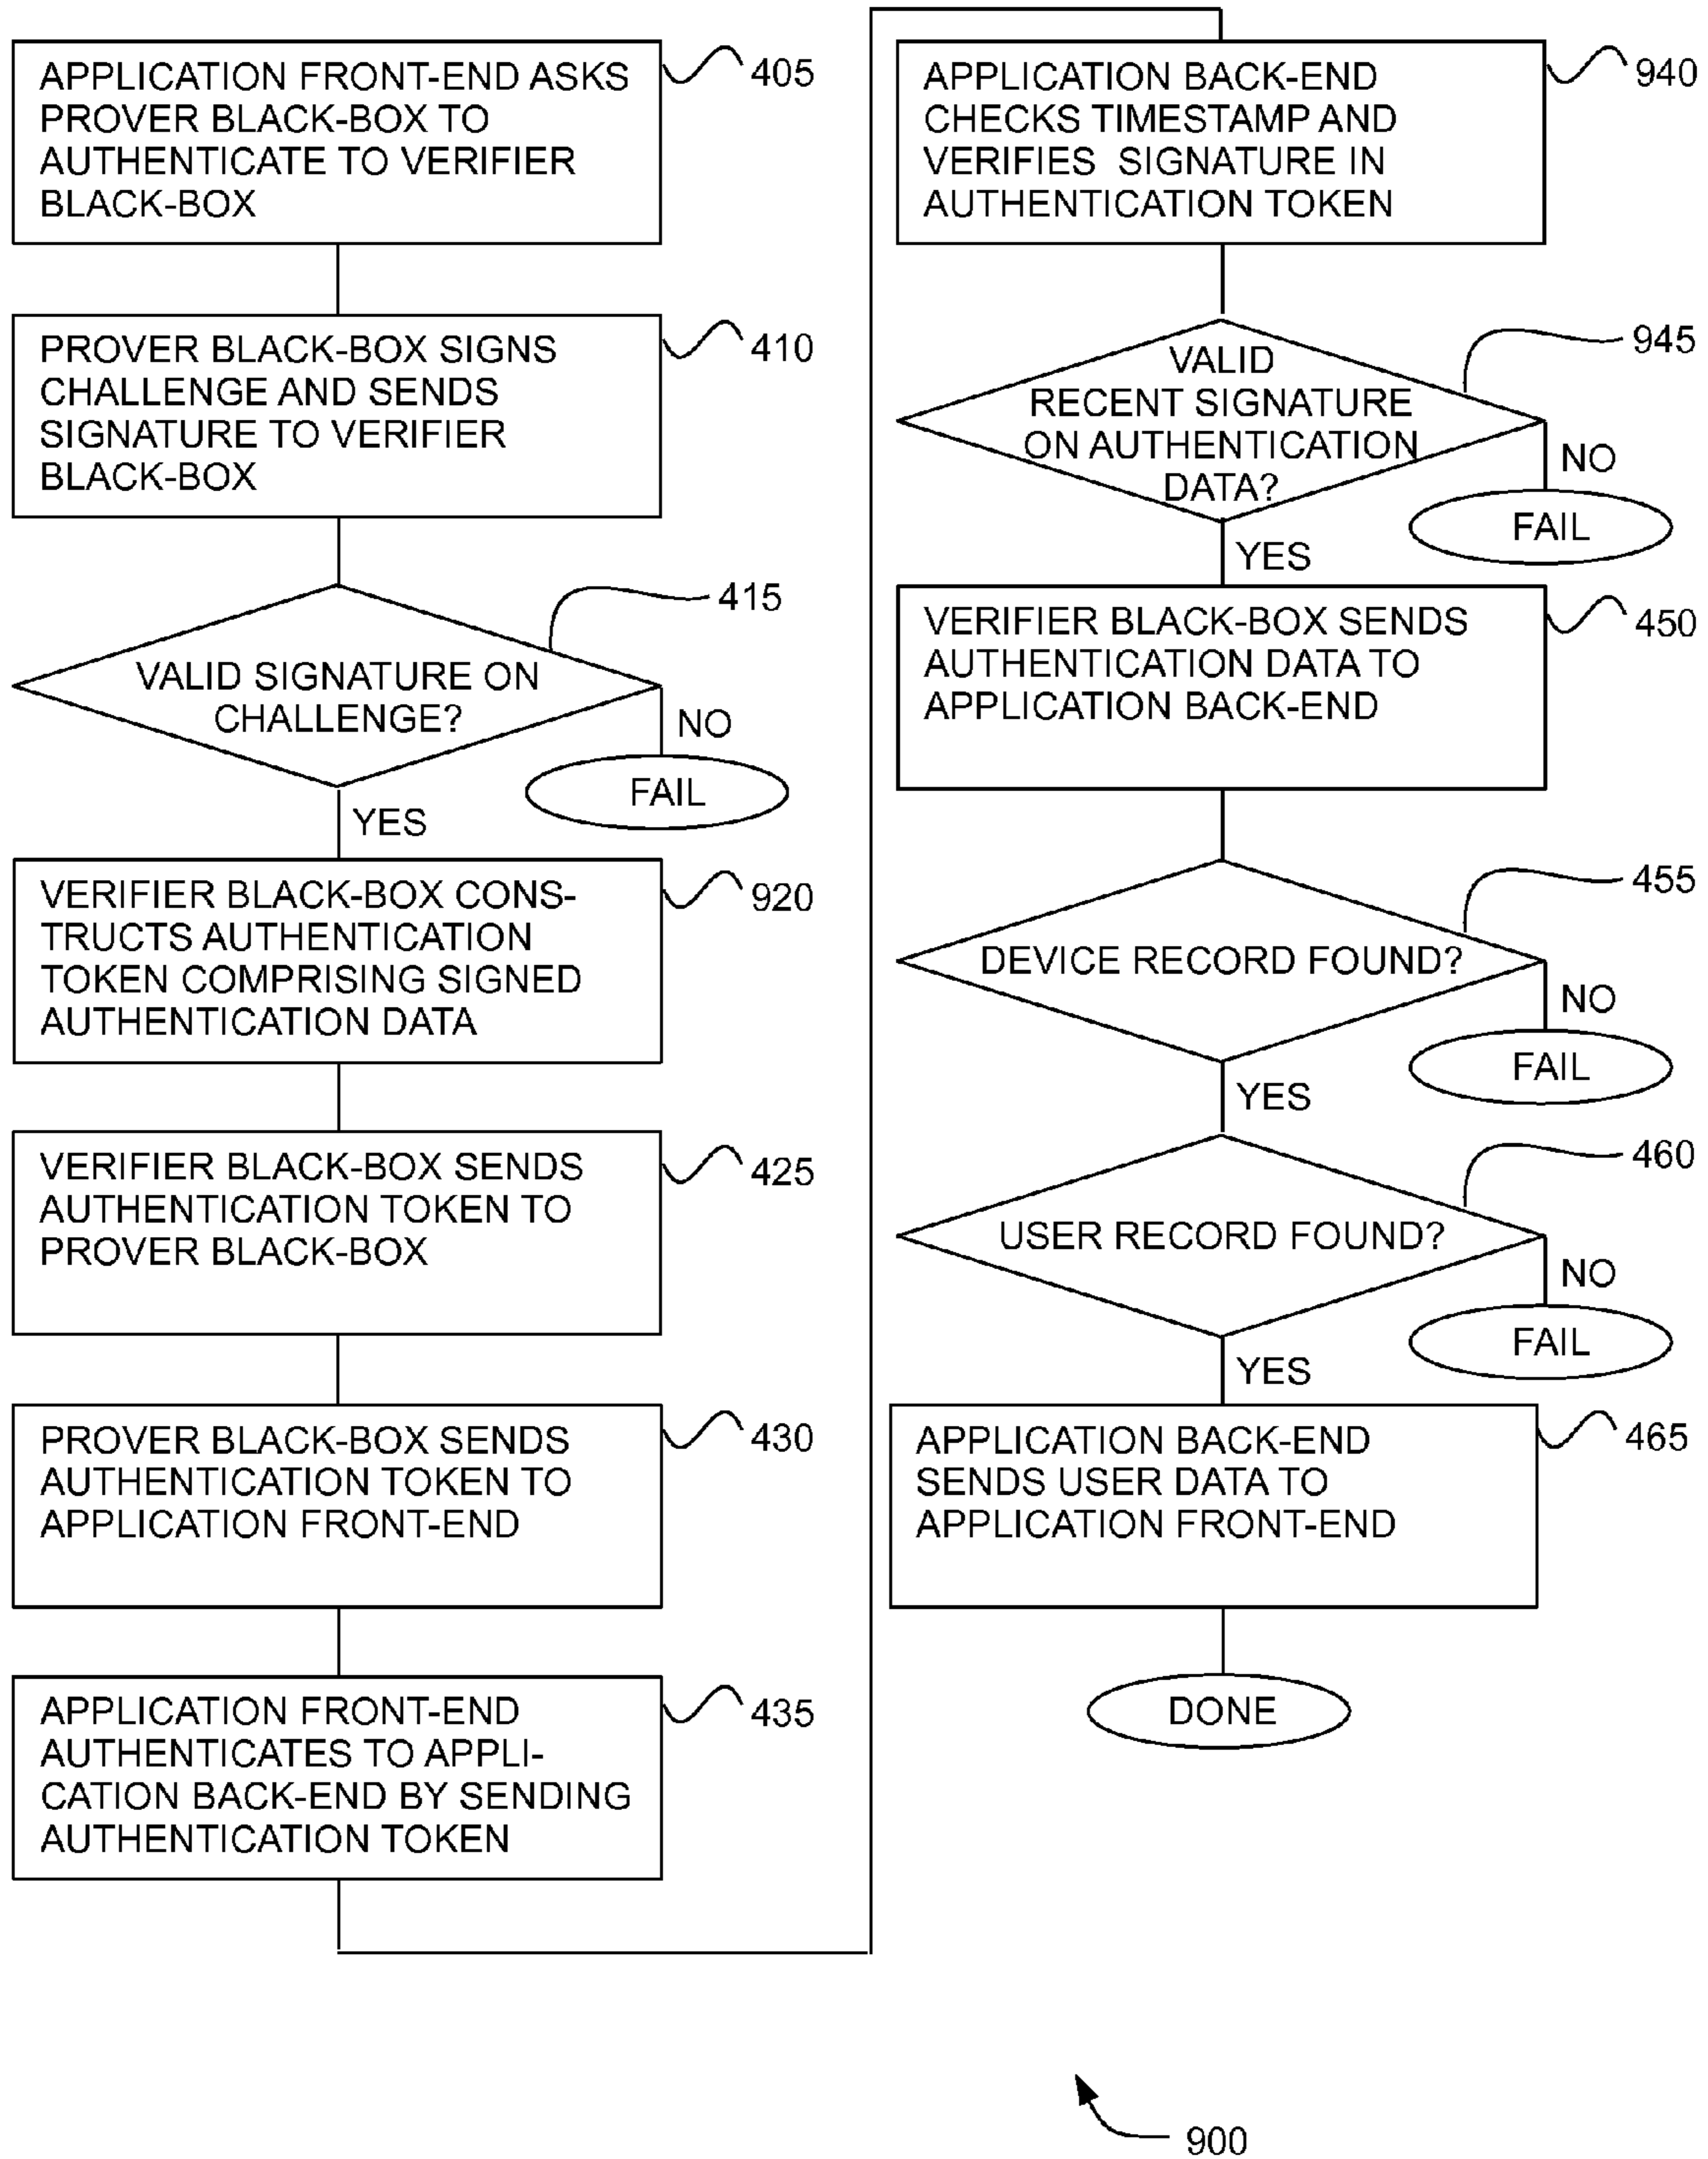 APPLICATION FRONT-END ASKS
PROVER BLACK-BOX TO
AUTHENTICATE TO VERIFIER
BLACK-BOX
405
PROVER BLACK-BOX SIGNS
CHALLENGE AND SENDS
SIGNATURE TO VERIFIER
BLACK-BOX
410
415
VALID SIGNATURE ON
CHALLENGE?
NO
FAIL
YES
VERIFIER BLACK-BOX CONS-
TRUCTS AUTHENTICATION
TOKEN COMPRISING SIGNED
AUTHENTICATION DATA
920
VERIFIER BLACK-BOX SENDS
AUTHENTICATION TOKEN TO
PROVER BLACK-BOX
425
PROVER BLACK-BOX SENDS
AUTHENTICATION TOKEN TO
APPLICATION FRONT-END
430
APPLICATION FRONT-END
AUTHENTICATES TO APPLI-
CATION BACK-END BY SENDING
AUTHENTICATION TOKEN
435
APPLICATION BACK-END
CHECKS TIMESTAMP AND
VERIFIES SIGNATURE IN
AUTHENTICATION TOKEN
940
945
VALID
RECENT SIGNATURE
ON AUTHENTICATION
DATA?
NO
FAIL
YES
VERIFIER BLACK-BOX SENDS
AUTHENTICATION DATA TO
APPLICATION BACK-END
450
455
DEVICE RECORD FOUND?
NO
FAIL
YES
460
USER RECORD FOUND?
NO
FAIL
YES
APPLICATION BACK-END
SENDS USER DATA TO
APPLICATION FRONT-END
465
DONE
900